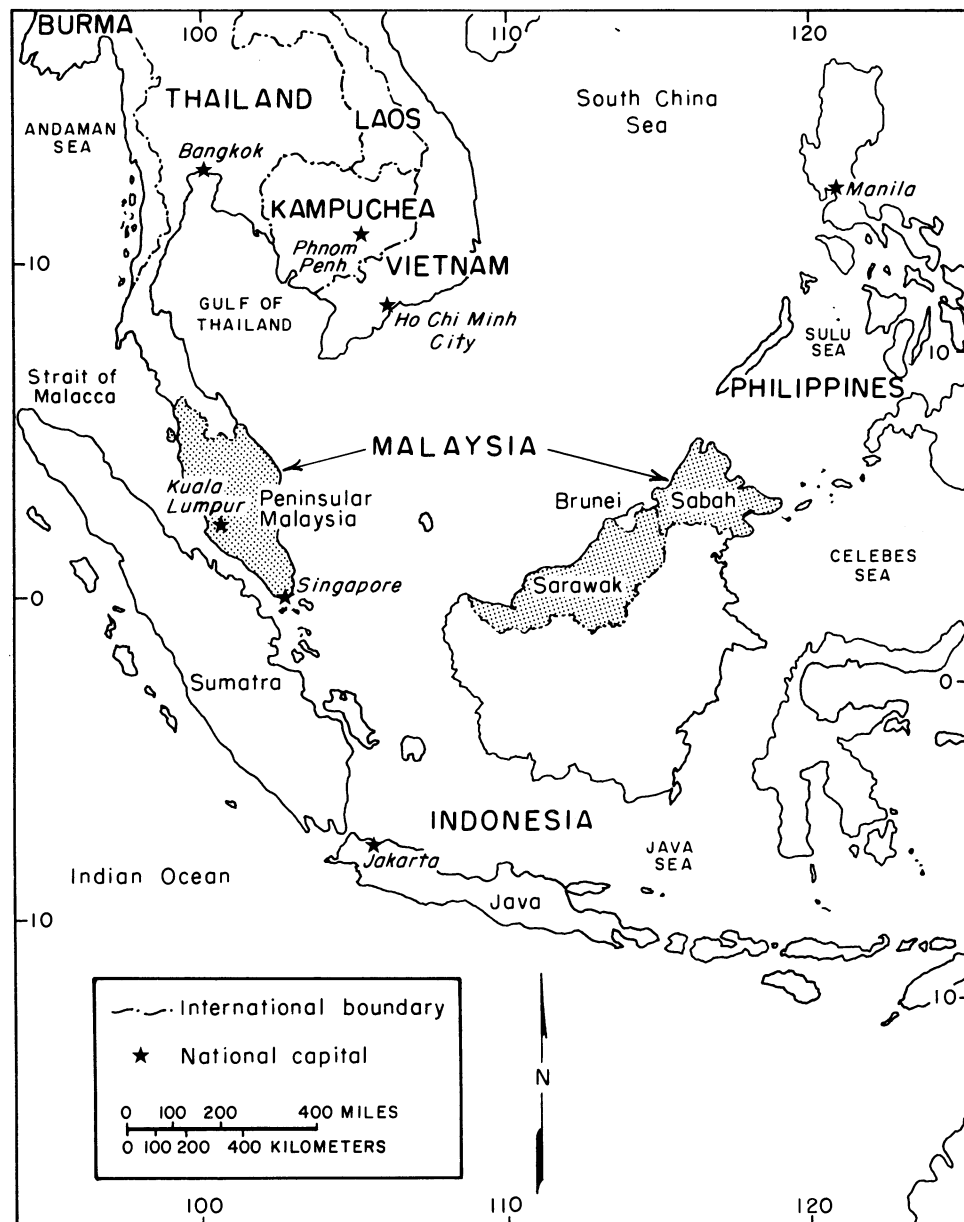 BURMA
100
110
120
THAILAND
South China
Sea
LAOS
ANDAMAN
SEA
Bangkok
KAMPUCHEA
Manila
Phnom
Penh
VIETNAM
10
GULF OF
THAILAND
Ho Chi Minh
City
SULU
SEA
10
Strait of
Malacca
PHILIPPINES
MALAYSIA
Kuala
Lumpur
Peninsular
Malaysia
Brunei
Sabah
CELEBES
SEA
Singapore
Sarawak
0
Sumatra
0
INDONESIA
JAVA
SEA
Jakarta
Indian Ocean
Java
10
10
International boundary
National capital
N
0 100 200 400 MILES
0 100 200 400 KILOMETERS
100
110
120